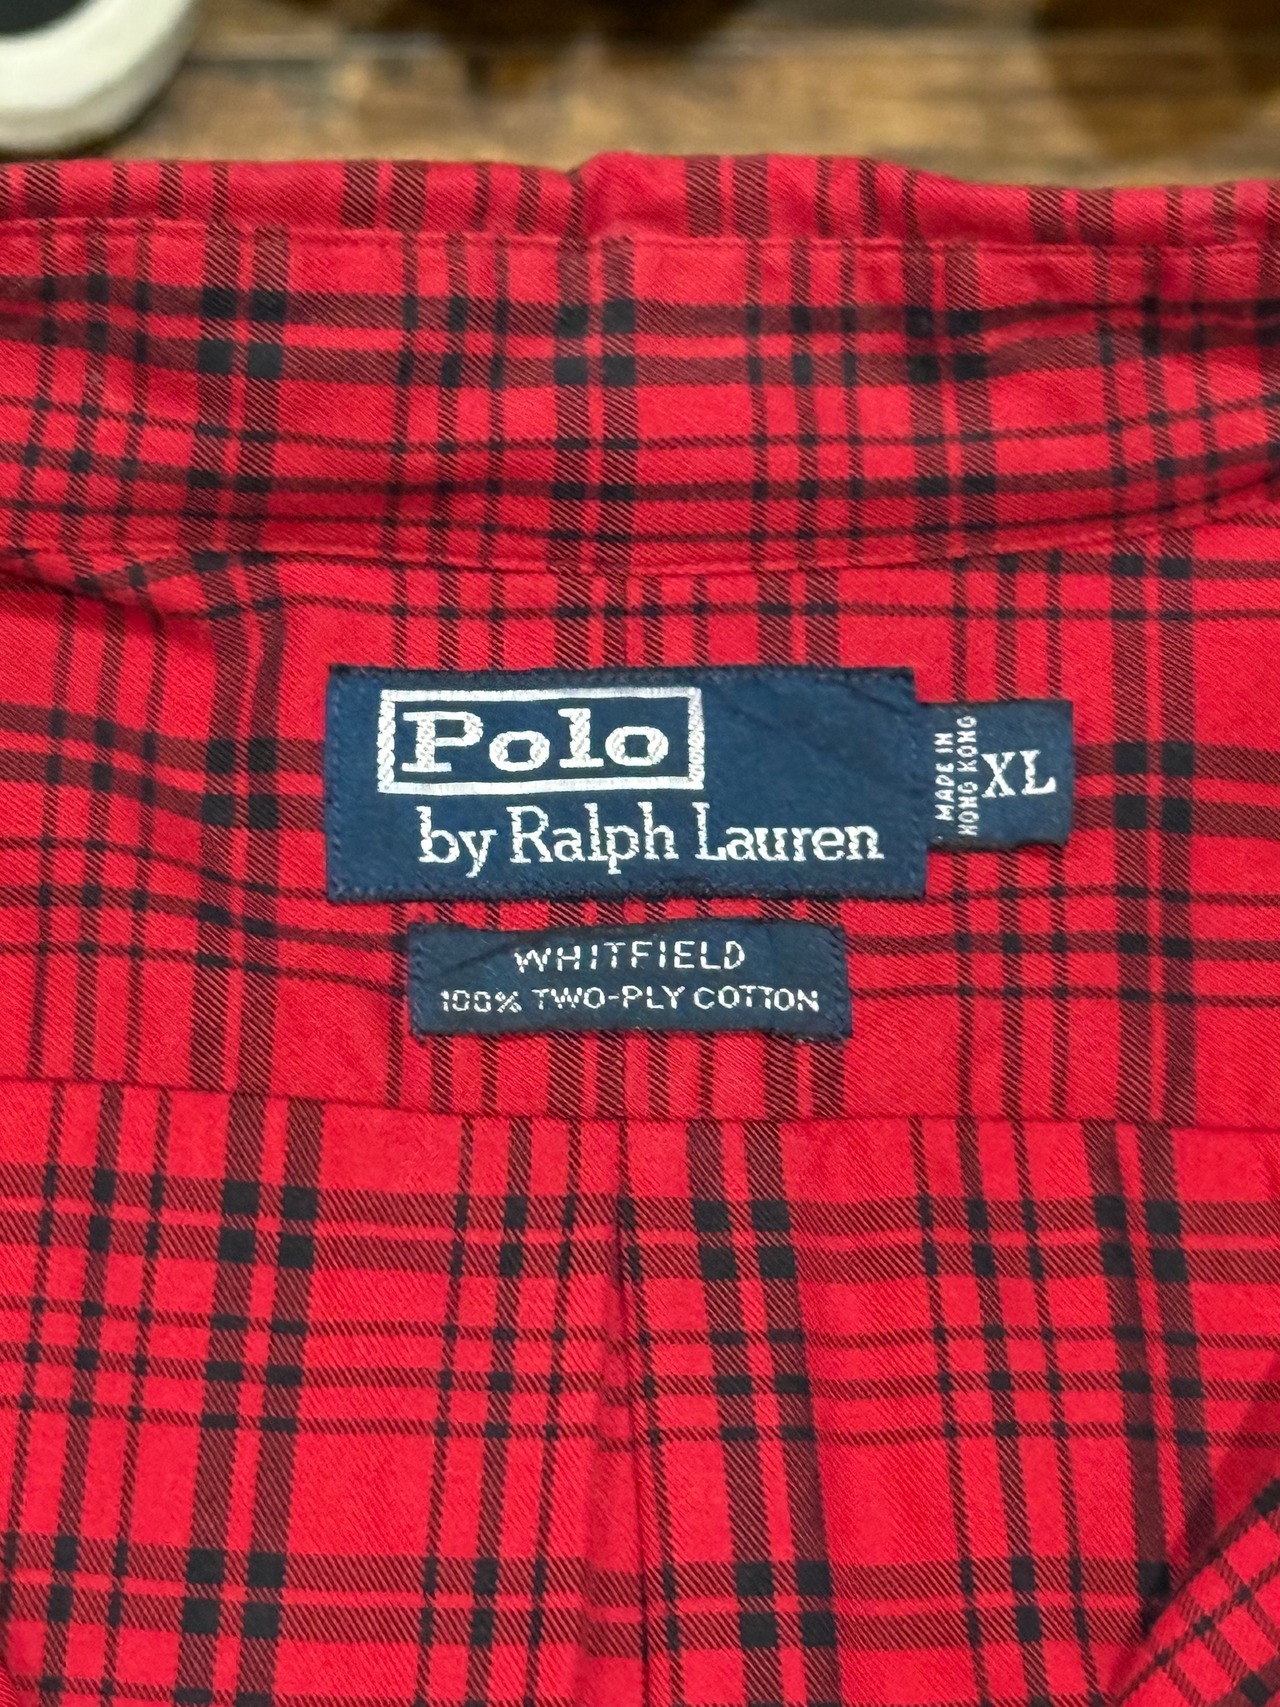 Polo
by Ralph Lauren
MADE IN
HONG KONG
XL
WHITFIELD
100% TWO-PLY COTTON